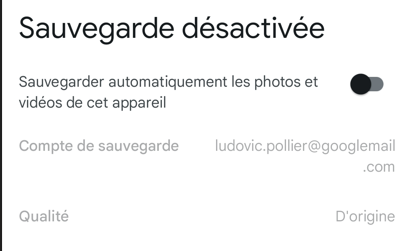 Sauvegarde désactivée
Sauvegarder automatiquement les photos et
vidéos de cet appareil
Compte de sauvegarde ludovic.pollier@googlemail
.com
Qualité D'origine